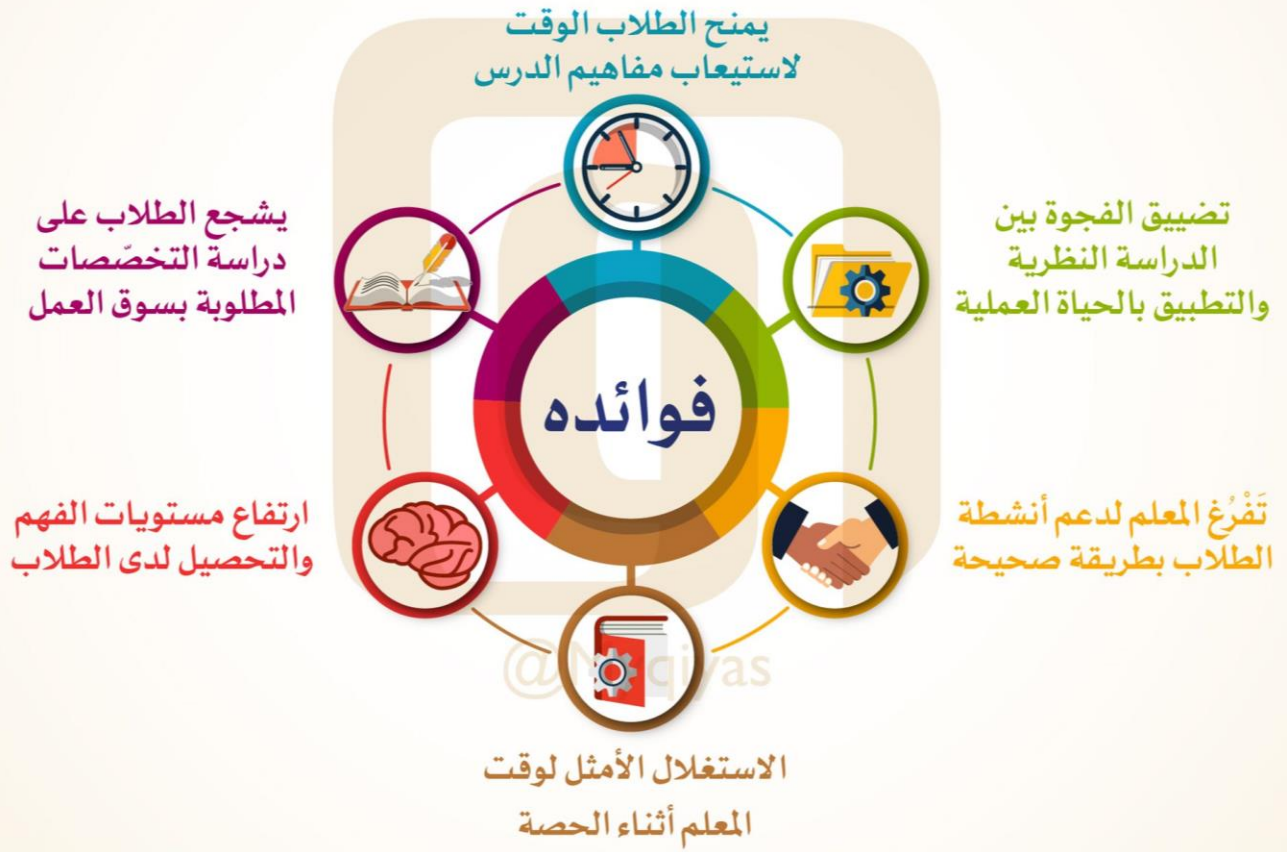 يمنح الطلاب الوقت
لاستيعاب مفاهيم الدرس
تضييق الفجوة بين
الدراسة النظرية
والتطبيق بالحياة العملية
يشجع الطلاب على
دراسة التخصّصات
المطلوبة بسوق العمل
فوائده
تَفْرُغ المعلم لدعم أنشطة
الطلاب بطريقة صحيحة
ارتفاع مستويات الفهم
والتحصيل لدى الطلاب
الاستغلال الأمثل لوقت
المعلم أثناء الحصة